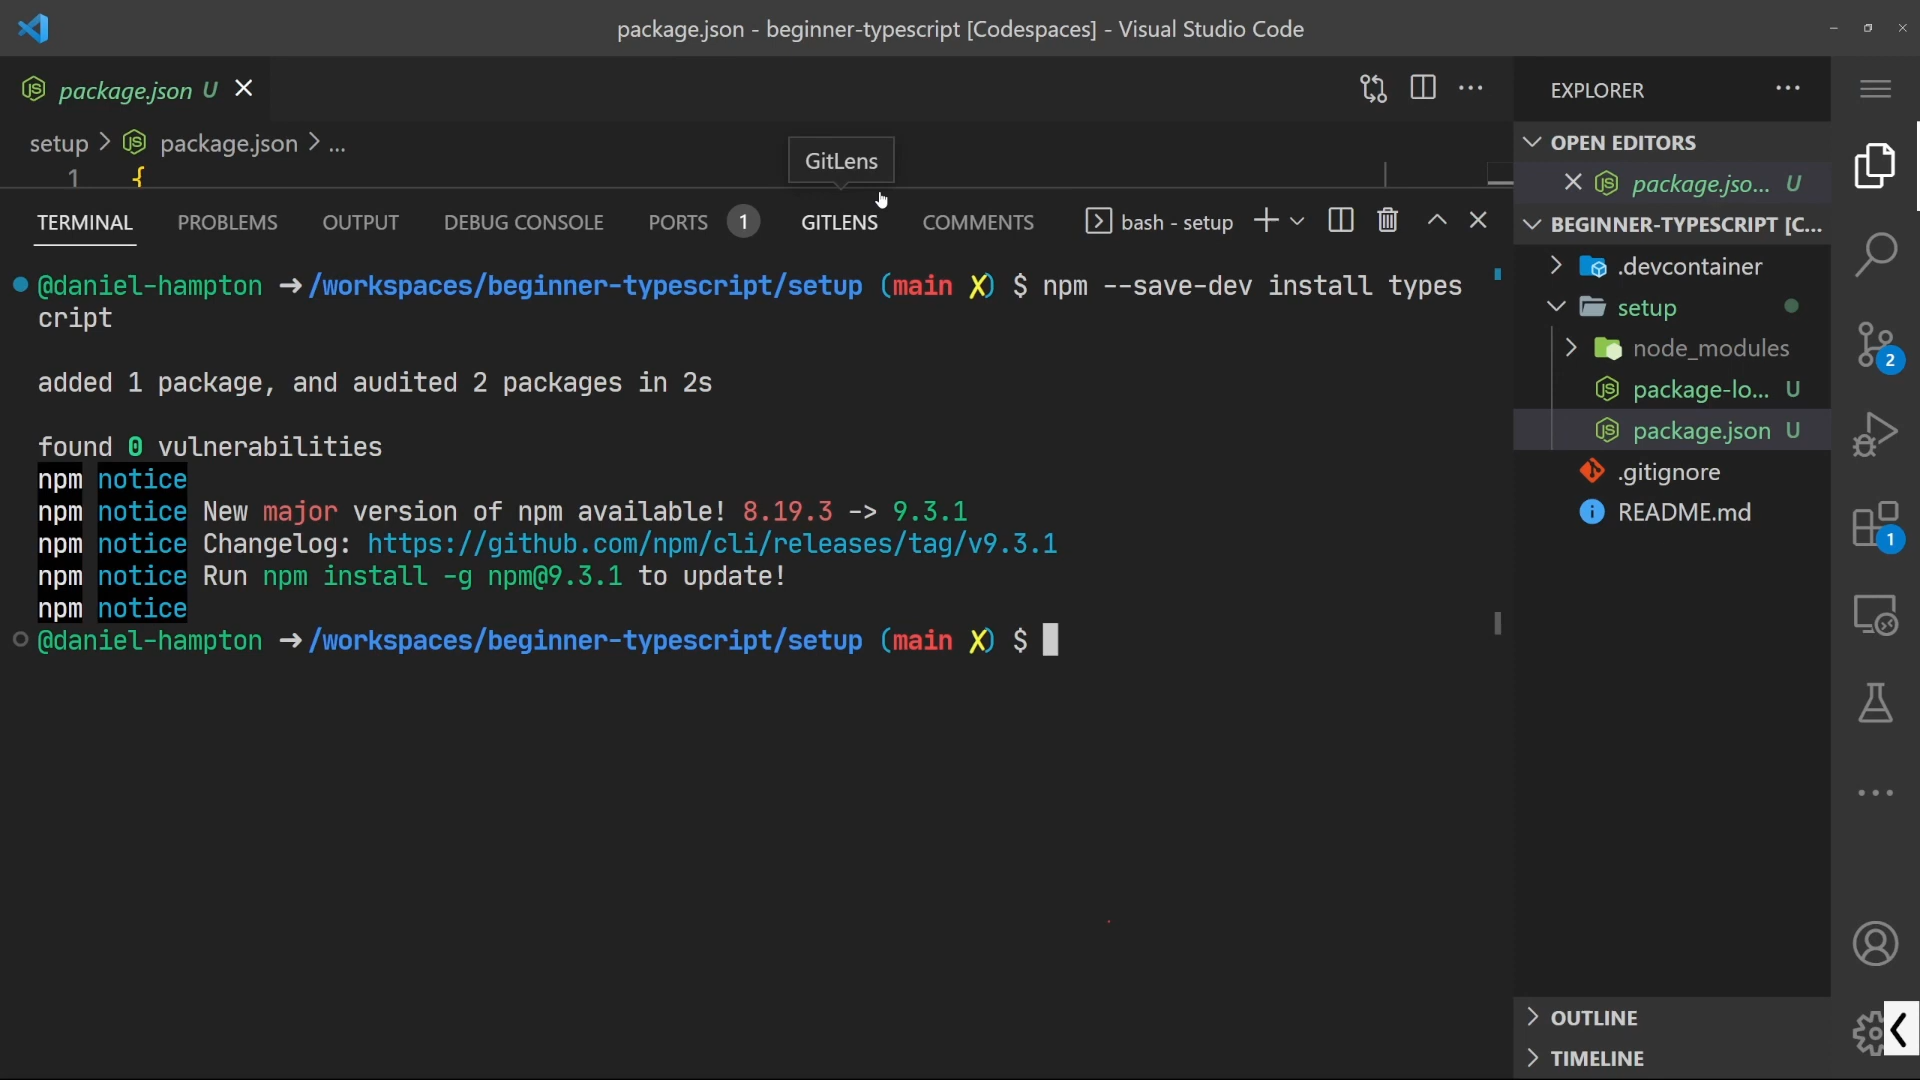 package.json - beginner-typescript [Codespaces] - Visual Studio Code
package.json U
setup > package.json > ...
1 {
GitLens
TERMINAL PROBLEMS OUTPUT DEBUG CONSOLE PORTS 1 GITLENS COMMENTS bash - setup
@daniel-hampton → /workspaces/beginner-typescript/setup (main ✗) $ npm --save-dev install types
cript
added 1 package, and audited 2 packages in 2s
found 0 vulnerabilities
npm notice
npm notice New major version of npm available! 8.19.3 -> 9.3.1
npm notice Changelog: https://github.com/npm/cli/releases/tag/v9.3.1
npm notice Run npm install -g npm@9.3.1 to update!
npm notice
@daniel-hampton → /workspaces/beginner-typescript/setup (main ✗) $
EXPLORER
OPEN EDITORS
package.jso... U
BEGINNER-TYPESCRIPT [C...
.devcontainer
setup
node_modules
package-lo... U
package.json U
.gitignore
README.md
OUTLINE
TIMELINE
2
1